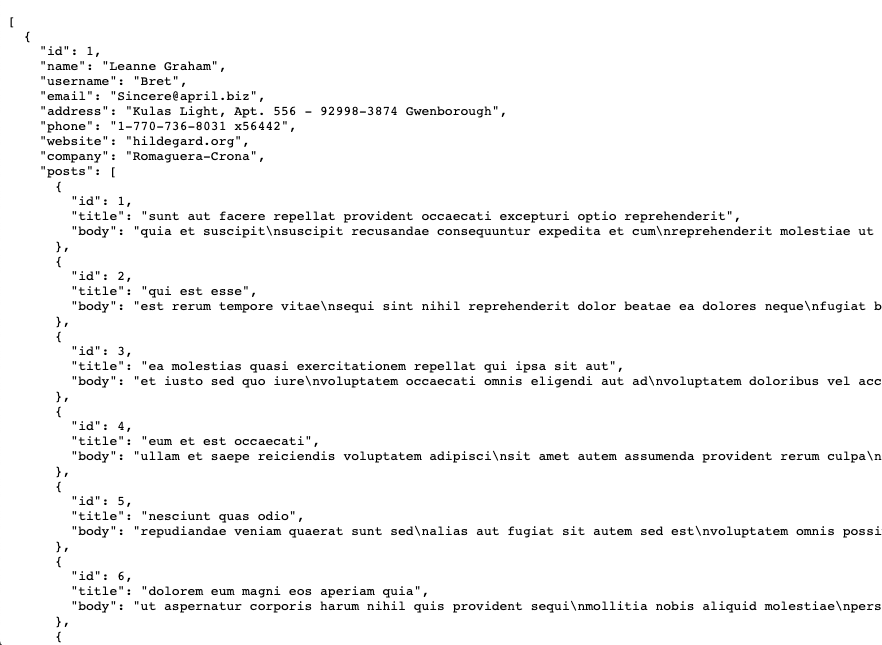 [
  {
    "id": 1,
    "name": "Leanne Graham",
    "username": "Bret",
    "email": "Sincere@april.biz",
    "address": "Kulas Light, Apt. 556 - 92998-3874 Gwenborough",
    "phone": "1-770-736-8031 x56442",
    "website": "hildegard.org",
    "company": "Romaguera-Crona",
    "posts": [
      {
        "id": 1,
        "title": "sunt aut facere repellat provident occaecati excepturi optio reprehenderit",
        "body": "quia et suscipit\nsuscipit recusandae consequuntur expedita et cum\nreprehenderit molestiae ut
      },
      {
        "id": 2,
        "title": "qui est esse",
        "body": "est rerum tempore vitae\nsequi sint nihil reprehenderit dolor beatae ea dolores neque\nfugiat b
      },
      {
        "id": 3,
        "title": "ea molestias quasi exercitationem repellat qui ipsa sit aut",
        "body": "et iusto sed quo iure\nvoluptatem occaecati omnis eligendi aut ad\nvoluptatem doloribus vel acc
      },
      {
        "id": 4,
        "title": "eum et est occaecati",
        "body": "ullam et saepe reiciendis voluptatem adipisci\nsit amet autem assumenda provident rerum culpa\n
      },
      {
        "id": 5,
        "title": "nesciunt quas odio",
        "body": "repudiandae veniam quaerat sunt sed\nalias aut fugiat sit autem sed est\nvoluptatem omnis possi
      },
      {
        "id": 6,
        "title": "dolorem eum magni eos aperiam quia",
        "body": "ut aspernatur corporis harum nihil quis provident sequi\nmollitia nobis aliquid molestiae\npers
      },
      {